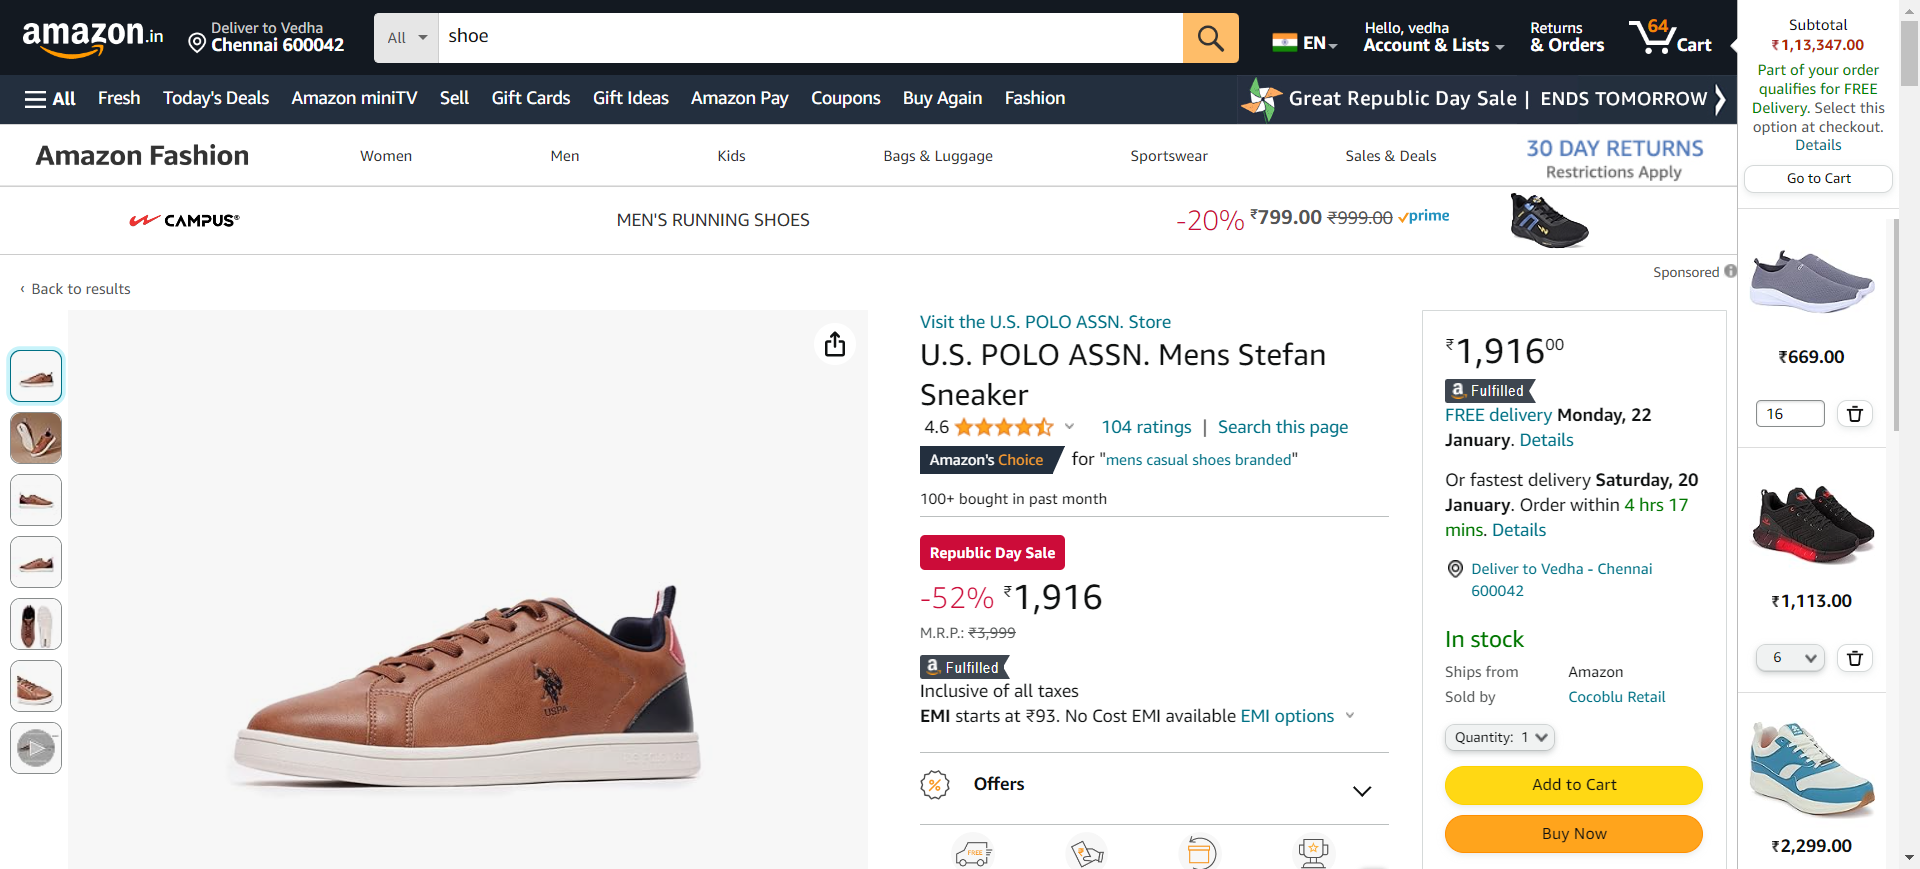 amazon.in
Deliver to Vedha
Chennai 600042
All
shoe
EN
Hello, vedha
Account & Lists
Returns
& Orders
64
Cart
All
Fresh
Today's Deals
Amazon miniTV
Sell
Gift Cards
Gift Ideas
Amazon Pay
Coupons
Buy Again
Fashion
Great Republic Day Sale | ENDS TOMORROW
Amazon Fashion
Women
Men
Kids
Bags & Luggage
Sportswear
Sales & Deals
30 DAY RETURNS
Restrictions Apply
CAMPUS®
MEN'S RUNNING SHOES
-20% ₹799.00 ₹999.00 prime
Sponsored
‹ Back to results
Visit the U.S. POLO ASSN. Store
U.S. POLO ASSN. Mens Stefan
Sneaker
4.6
104 ratings | Search this page
Amazon's Choice for "mens casual shoes branded"
100+ bought in past month
Republic Day Sale
-52% ₹1,916
M.R.P.: ₹3,999
a Fulfilled
Inclusive of all taxes
EMI starts at ₹93. No Cost EMI available EMI options
Offers
FREE
USPA
₹1,916 00
a Fulfilled
FREE delivery Monday, 22
January. Details
Or fastest delivery Saturday, 20
January. Order within 4 hrs 17
mins. Details
Deliver to Vedha - Chennai
600042
In stock
Ships from Amazon
Sold by Cocoblu Retail
Quantity: 1
Add to Cart
Buy Now
Subtotal
₹1,13,347.00
Part of your order
qualifies for FREE
Delivery. Select this
option at checkout.
Details
Go to Cart
₹669.00
16
₹1,113.00
6
₹2,299.00